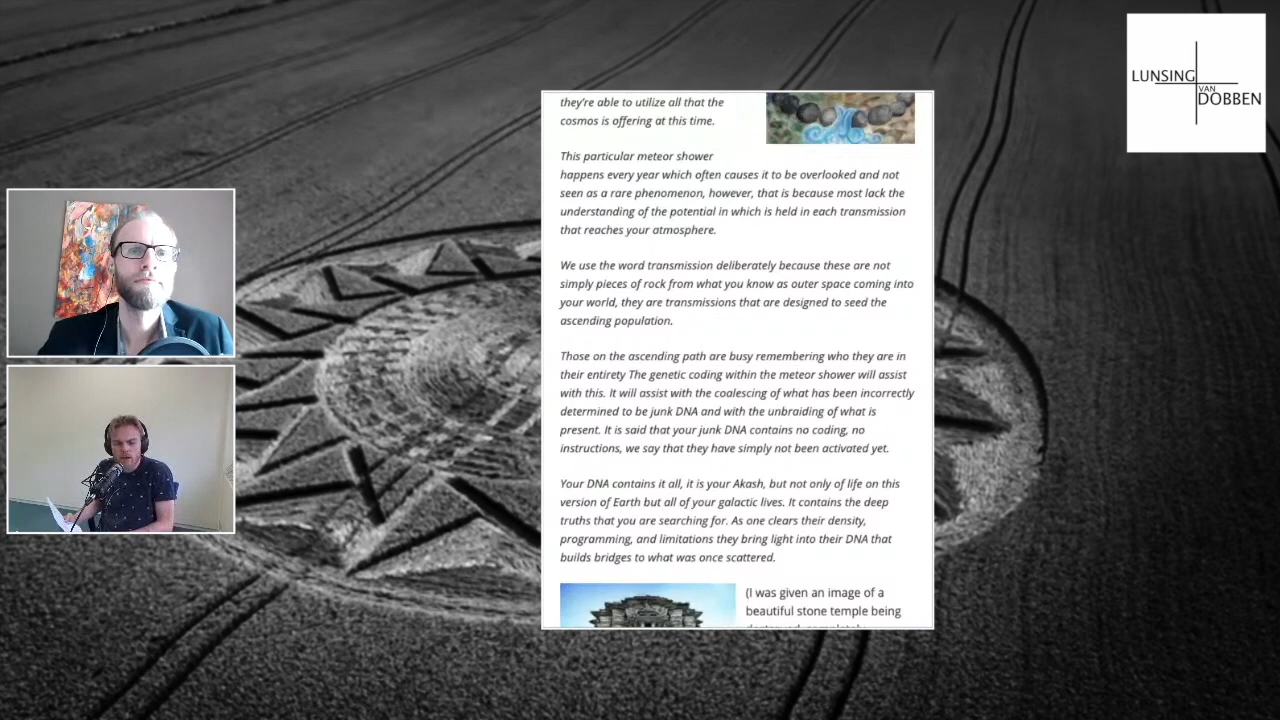 LUNSING
VAN
DOBBEN
they're able to utilize all that the
cosmos is offering at this time.
This particular meteor shower
happens every year which often causes it to be overlooked and not
seen as a rare phenomenon, however, that is because most lack the
understanding of the potential in which is held in each transmission
that reaches your atmosphere.
We use the word transmission deliberately because these are not
simply pieces of rock from what you know as outer space coming into
your world, they are transmissions that are designed to seed the
ascending population.
Those on the ascending path are busy remembering who they are in
their entirety The genetic coding within the meteor shower will assist
with this. It will assist with the coalescing of what has been incorrectly
determined to be junk DNA and with the unbraiding of what is
present. It is said that your junk DNA contains no coding, no
instructions, we say that they have simply not been activated yet.
Your DNA contains it all, it is your Akash, but not only of life on this
version of Earth but all of your galactic lives. It contains the deep
truths that you are searching for. As one clears their density,
programming, and limitations they bring light into their DNA that
builds bridges to what was once scattered.
(I was given an image of a
beautiful stone temple being